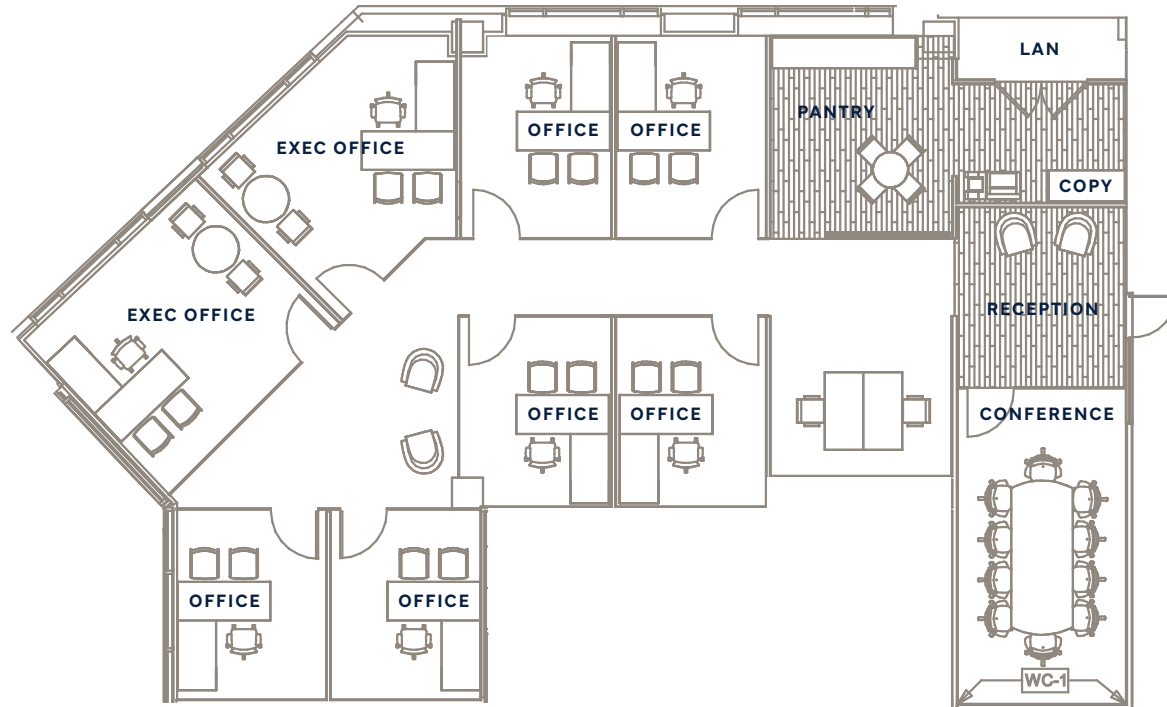 LAN
PANTRY
OFFICE
OFFICE
EXEC OFFICE
COPY
EXEC OFFICE
RECEPTION
OFFICE
OFFICE
CONFERENCE
OFFICE
OFFICE
WC-1